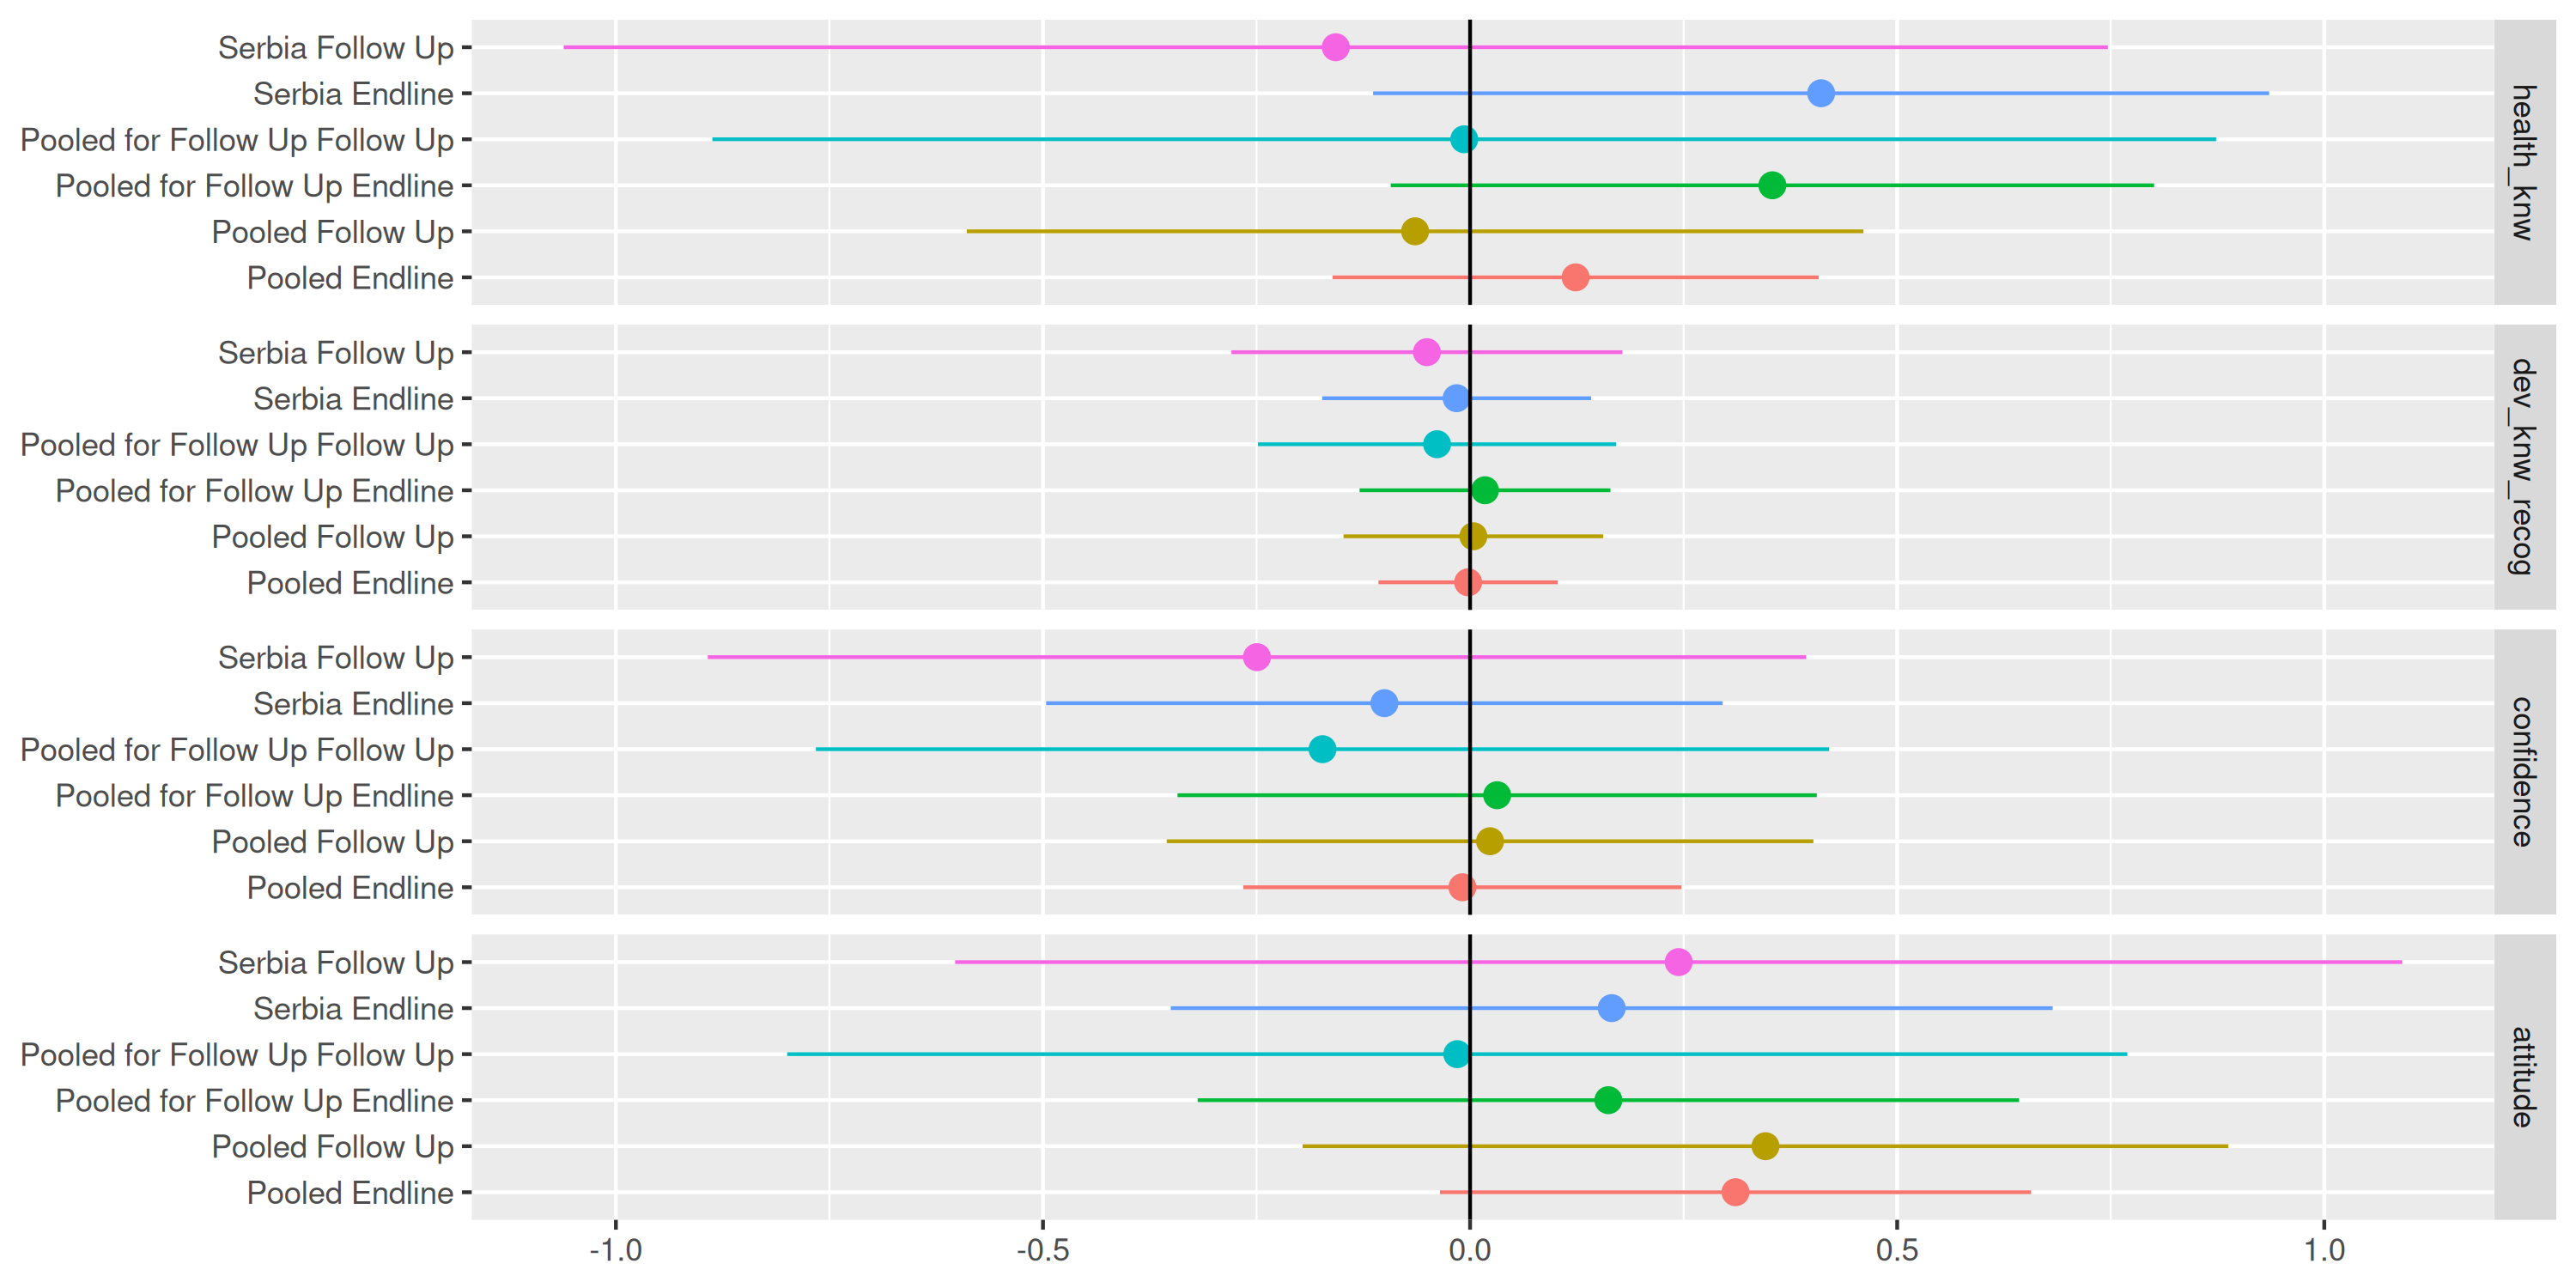 Serbia Follow Up
Serbia Endline
Pooled for Follow Up Follow Up
Pooled for Follow Up Endline
Pooled Follow Up
Pooled Endline
health_knw
Serbia Follow Up
Serbia Endline
Pooled for Follow Up Follow Up
Pooled for Follow Up Endline
Pooled Follow Up
Pooled Endline
dev_knw_recog
Serbia Follow Up
Serbia Endline
Pooled for Follow Up Follow Up
Pooled for Follow Up Endline
Pooled Follow Up
Pooled Endline
confidence
Serbia Follow Up
Serbia Endline
Pooled for Follow Up Follow Up
Pooled for Follow Up Endline
Pooled Follow Up
Pooled Endline
attitude
-1.0 -0.5 0.0 0.5 1.0